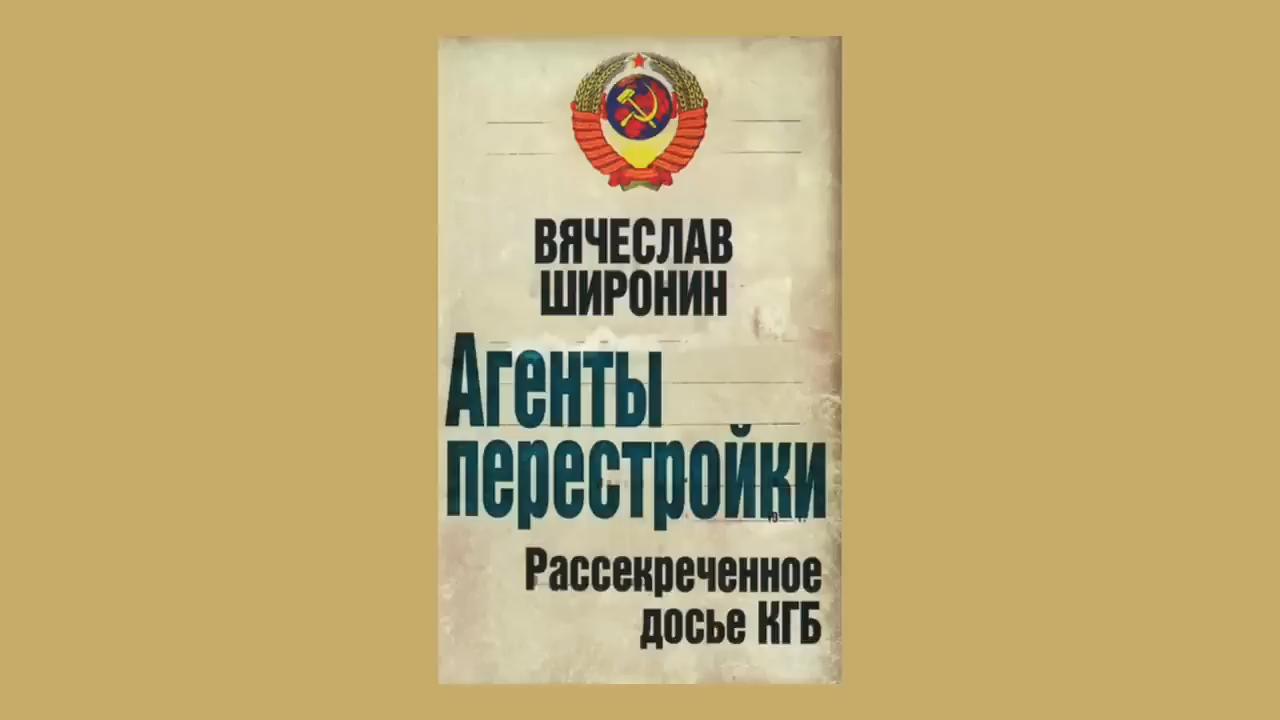 ВЯЧЕСЛАВ
ШИРОНИН
Агенты
перестройки
Рассекреченное
досье КГБ